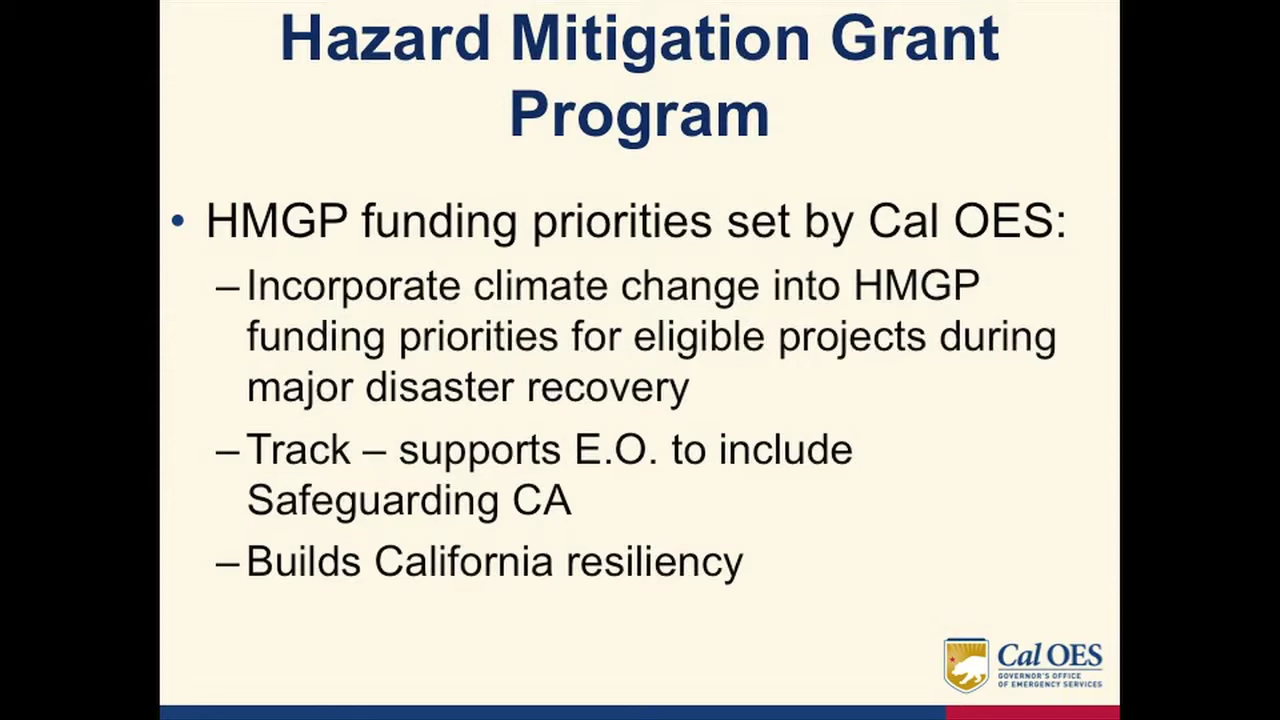 Hazard Mitigation Grant
Program
• HMGP funding priorities set by Cal OES:
– Incorporate climate change into HMGP
funding priorities for eligible projects during
major disaster recovery
– Track – supports E.O. to include
Safeguarding CA
– Builds California resiliency
Cal OES
GOVERNOR'S OFFICE
OF EMERGENCY SERVICES